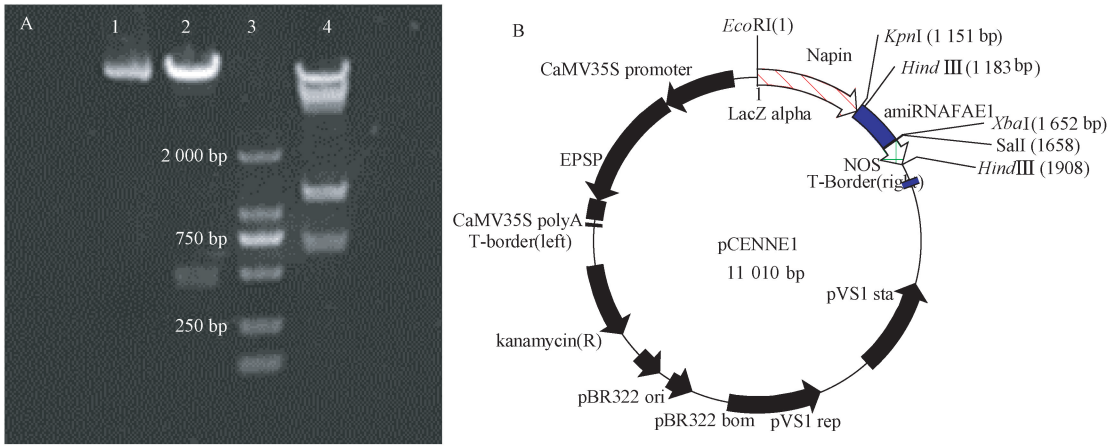 A
1 2 3 4
2 000 bp
750 bp
250 bp
B
EcoRI(1)
Napin
KpnI (1 151 bp)
Hind III (1 183 bp)
CaMV35S promoter
LacZ alpha
amiRNAFAE1
XbaI(1 652 bp)
SalI (1658)
HindIII (1908)
NOS
T-Border(right)
EPSP
CaMV35S polyA
T-border(left)
pCENNE1
11 010 bp
pVS1 sta
kanamycin(R)
pBR322 ori
pBR322 bom
pVS1 rep